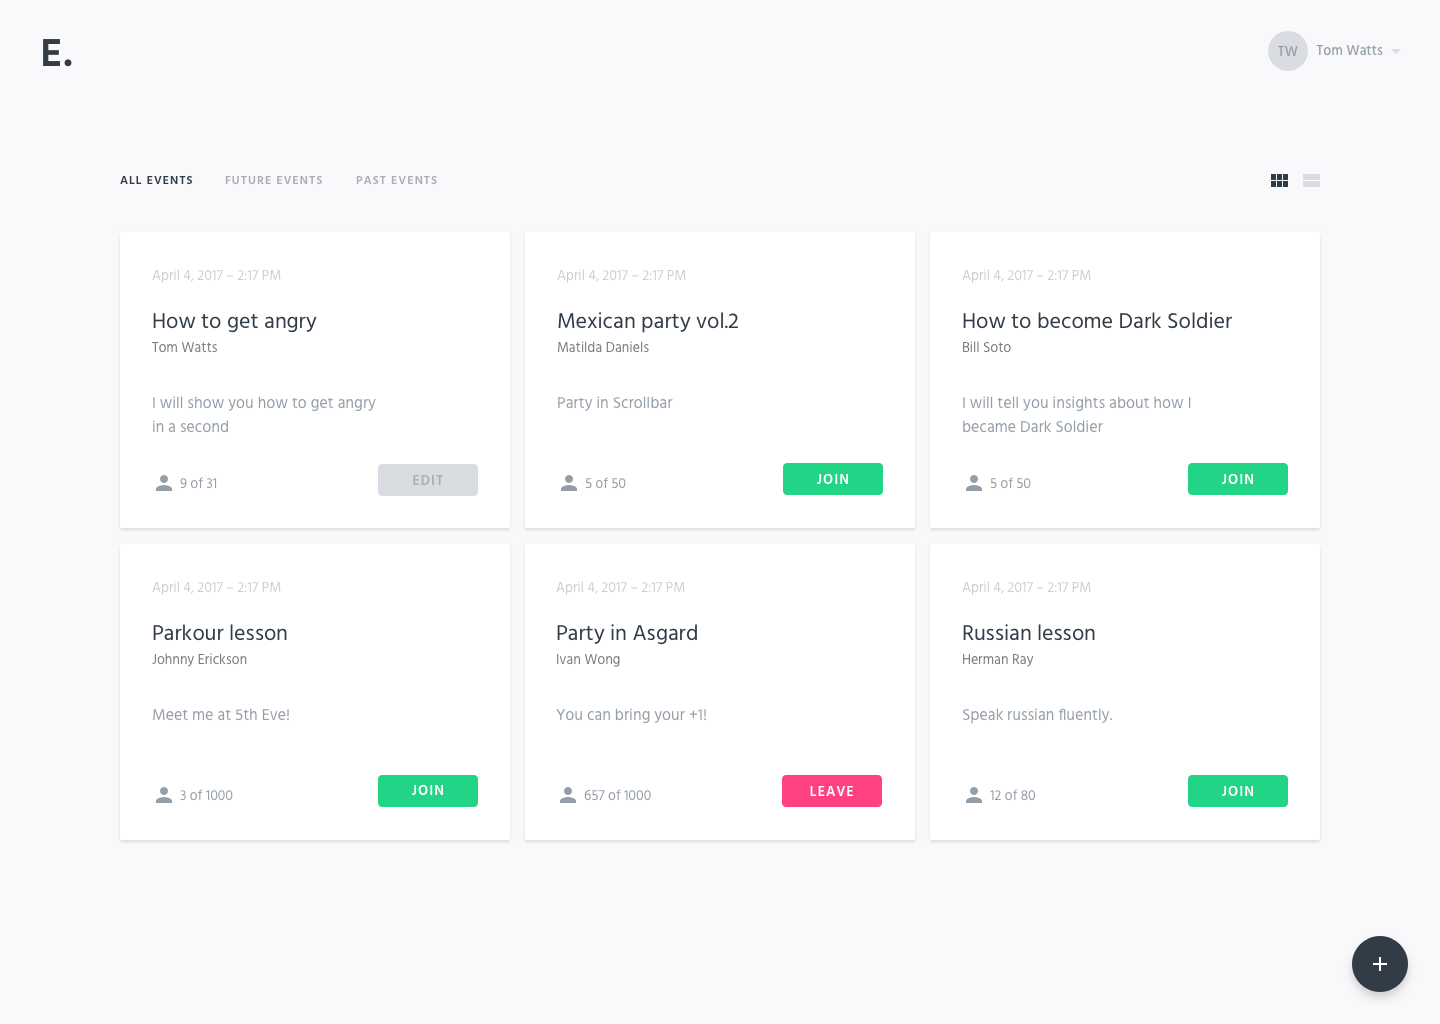 E.
TW Tom Watts
ALL EVENTS FUTURE EVENTS PAST EVENTS
April 4, 2017 – 2:17 PM
How to get angry
Tom Watts
I will show you how to get angry
in a second
9 of 31
EDIT
April 4, 2017 – 2:17 PM
Mexican party vol.2
Matilda Daniels
Party in Scrollbar
5 of 50
JOIN
April 4, 2017 – 2:17 PM
How to become Dark Soldier
Bill Soto
I will tell you insights about how I
became Dark Soldier
5 of 50
JOIN
April 4, 2017 – 2:17 PM
Parkour lesson
Johnny Erickson
Meet me at 5th Eve!
3 of 1000
JOIN
April 4, 2017 – 2:17 PM
Party in Asgard
Ivan Wong
You can bring your +1!
657 of 1000
LEAVE
April 4, 2017 – 2:17 PM
Russian lesson
Herman Ray
Speak russian fluently.
12 of 80
JOIN
+